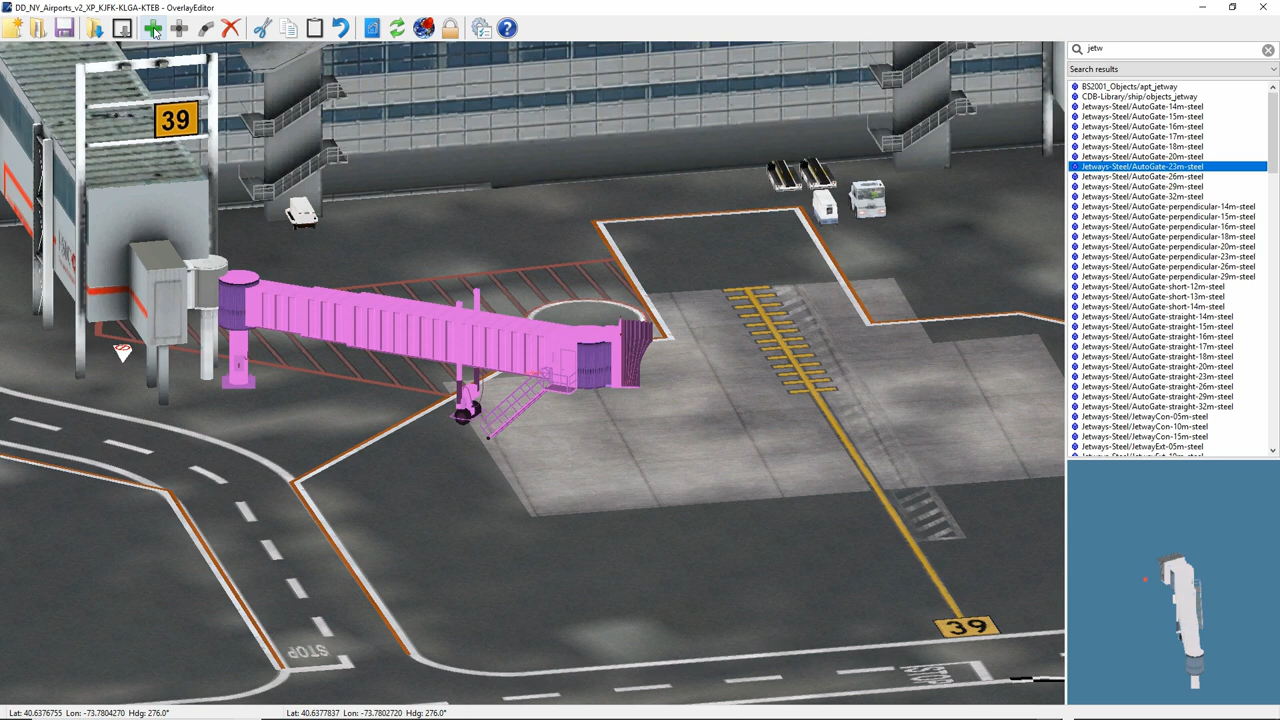 DD_NY_Airports_v2_XP_KJFK-KLGA-KTEB - OverlayEditor
jetw
Search results
BS2001_Objects/apt_jetway
CDB-Library/ship/objects_jetway
Jetways-Steel/AutoGate-14m-steel
Jetways-Steel/AutoGate-15m-steel
Jetways-Steel/AutoGate-16m-steel
Jetways-Steel/AutoGate-17m-steel
Jetways-Steel/AutoGate-18m-steel
Jetways-Steel/AutoGate-20m-steel
Jetways-Steel/AutoGate-23m-steel
Jetways-Steel/AutoGate-26m-steel
Jetways-Steel/AutoGate-29m-steel
Jetways-Steel/AutoGate-32m-steel
Jetways-Steel/AutoGate-perpendicular-14m-steel
Jetways-Steel/AutoGate-perpendicular-15m-steel
Jetways-Steel/AutoGate-perpendicular-16m-steel
Jetways-Steel/AutoGate-perpendicular-18m-steel
Jetways-Steel/AutoGate-perpendicular-20m-steel
Jetways-Steel/AutoGate-perpendicular-23m-steel
Jetways-Steel/AutoGate-perpendicular-26m-steel
Jetways-Steel/AutoGate-perpendicular-29m-steel
Jetways-Steel/AutoGate-short-12m-steel
Jetways-Steel/AutoGate-short-13m-steel
Jetways-Steel/AutoGate-short-14m-steel
Jetways-Steel/AutoGate-straight-14m-steel
Jetways-Steel/AutoGate-straight-15m-steel
Jetways-Steel/AutoGate-straight-16m-steel
Jetways-Steel/AutoGate-straight-17m-steel
Jetways-Steel/AutoGate-straight-18m-steel
Jetways-Steel/AutoGate-straight-20m-steel
Jetways-Steel/AutoGate-straight-23m-steel
Jetways-Steel/AutoGate-straight-26m-steel
Jetways-Steel/AutoGate-straight-29m-steel
Jetways-Steel/AutoGate-straight-32m-steel
Jetways-Steel/JetwayCon-05m-steel
Jetways-Steel/JetwayCon-10m-steel
Jetways-Steel/JetwayCon-15m-steel
Jetways-Steel/JetwayExt-05m-steel
Jetways-Steel/JetwayExt-10m-steel
39
39
STOP
STOP
Lat: 40.6376755 Lon: -73.7804270 Hdg: 276.0°
Lat: 40.6377837 Lon: -73.7802720 Hdg: 276.0°